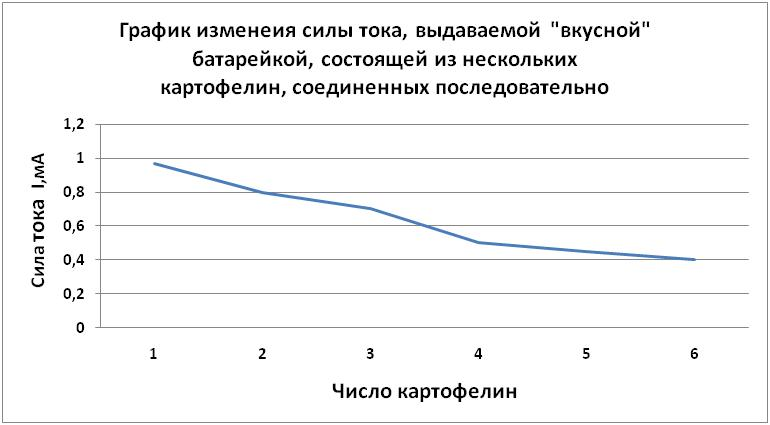 График изменеия силы тока, выдаваемой "вкусной"
батарейкой, состоящей из нескольких
картофелин, соединенных последовательно
Сила тока I,мА
1,2
1
0,8
0,6
0,4
0,2
0
1 2 3 4 5 6
Число картофелин